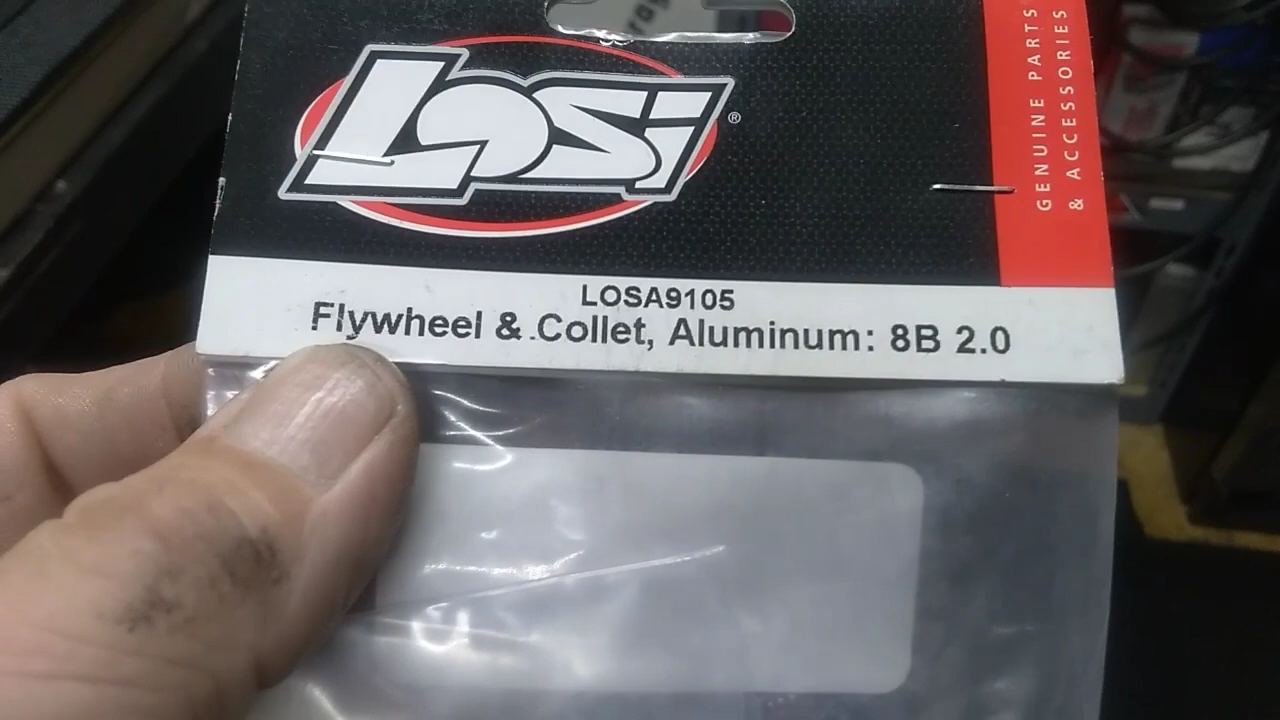 LOSI®
GENUINE PARTS
& ACCESSORIES
LOSA9105
Flywheel & Collet, Aluminum: 8B 2.0